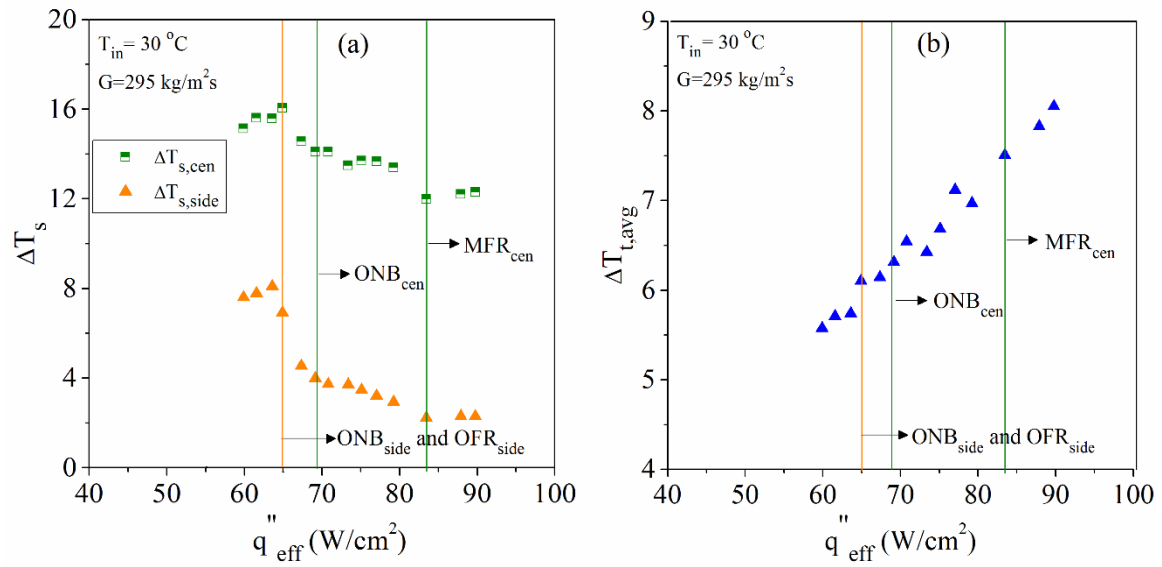 20
16
12
8
4
0
ΔT_s
T_in= 30 °C
G=295 kg/m²s
(a)
ΔT_s,cen
ΔT_s,side
MFR_cen
ONB_cen
ONB_side and OFR_side
40 50 60 70 80 90 100
q"_eff (W/cm²)
9
8
7
6
5
4
ΔT_t,avg
T_in= 30 °C
G=295 kg/m²s
(b)
MFR_cen
ONB_cen
ONB_side and OFR_side
40 50 60 70 80 90 100
q"_eff (W/cm²)